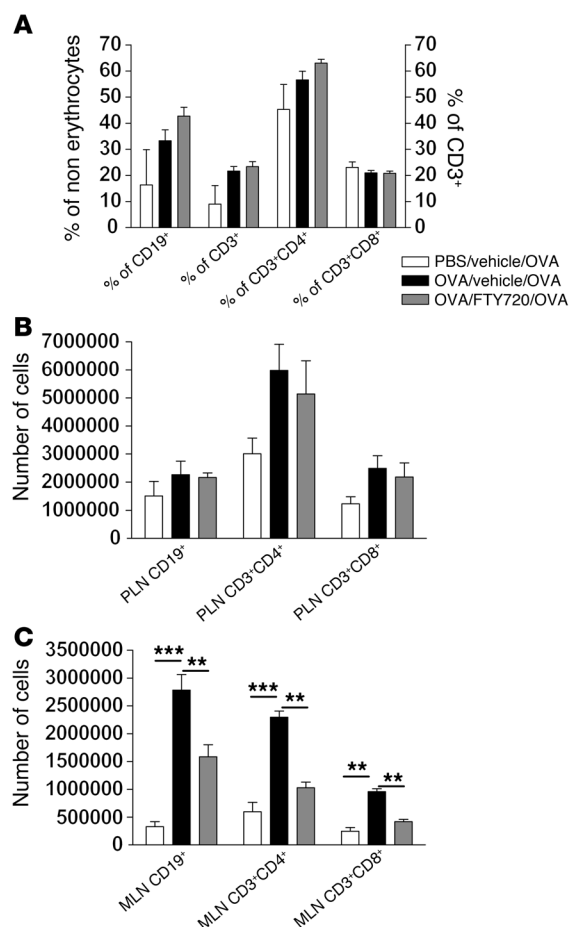 A
% of non erythrocytes
70
60
50
40
30
20
10
0
70
60
50
40
30
20
10
0
% of CD3⁺
% of CD19⁺
% of CD3⁺
% of CD3⁺CD4⁺
% of CD3⁺CD8⁺
PBS/vehicle/OVA
OVA/vehicle/OVA
OVA/FTY720/OVA
B
Number of cells
7000000
6000000
5000000
4000000
3000000
2000000
1000000
0
PLN CD19⁺
PLN CD3⁺CD4⁺
PLN CD3⁺CD8⁺
C
Number of cells
3500000
3000000
2500000
2000000
1500000
1000000
500000
0
*** ** *** ** ** **
MLN CD19⁺
MLN CD3⁺CD4⁺
MLN CD3⁺CD8⁺